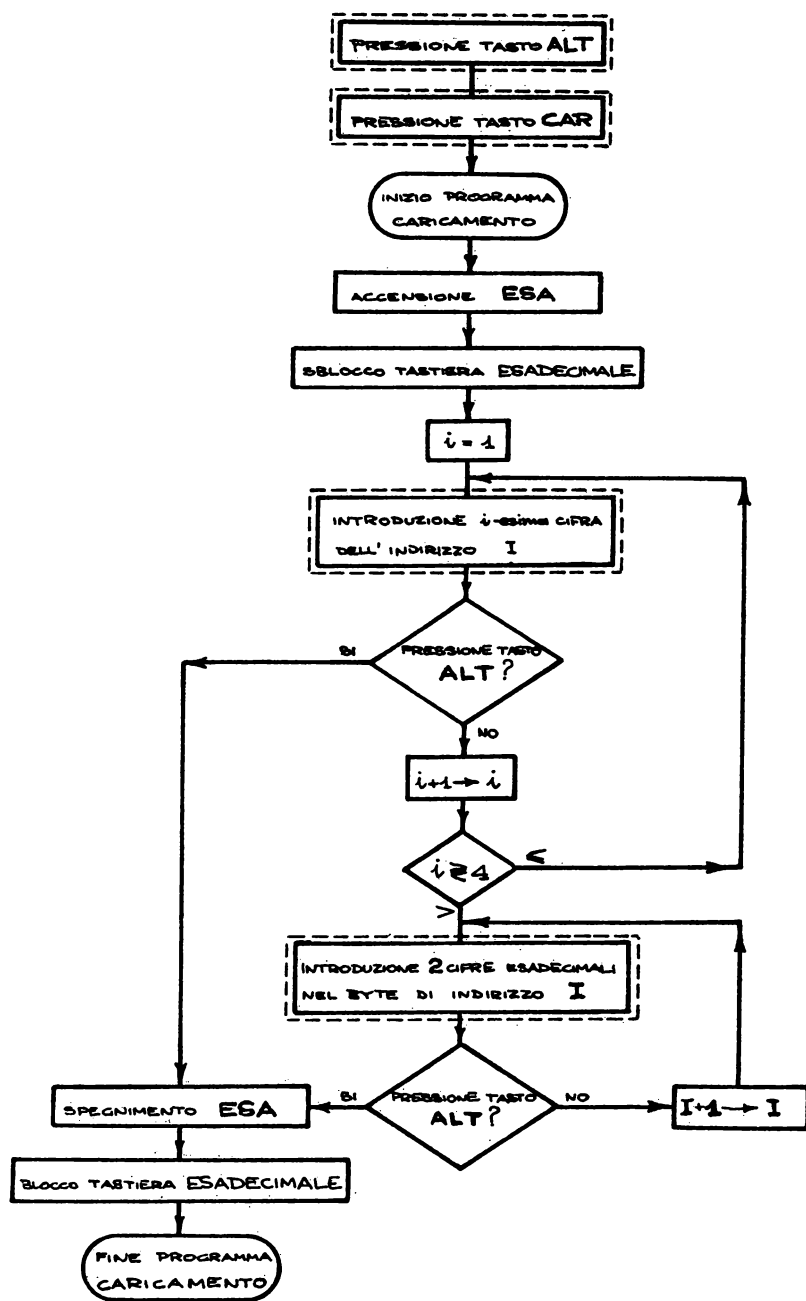 PRESSIONE TASTO ALT
PRESSIONE TASTO CAR
INIZIO PROGRAMMA
CARICAMENTO
ACCENSIONE ESA
SBLOCCO TASTIERA ESADECIMALE
i = 1
INTRODUZIONE i-esima CIFRA
DELL' INDIRIZZO I
PRESSIONE TASTO
ALT?
SI
NO
i+1 → i
i ≷ 4
≤
>
INTRODUZIONE 2 CIFRE ESADECIMALI
NEL BYTE DI INDIRIZZO I
PRESSIONE TASTO
ALT?
SI
NO
I+1 → I
SPEGNIMENTO ESA
BLOCCO TASTIERA ESADECIMALE
FINE PROGRAMMA
CARICAMENTO